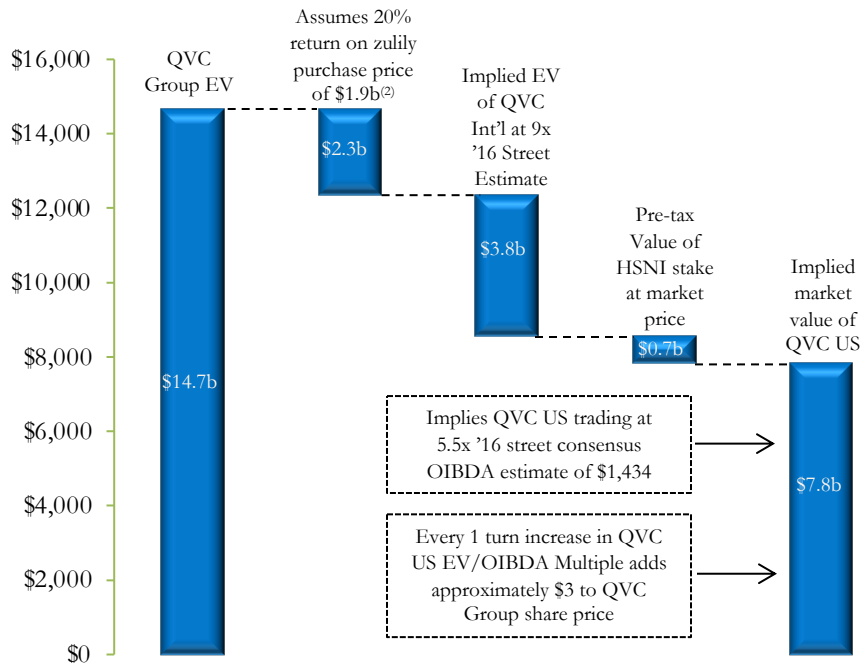 QVC
Group EV
Assumes 20%
return on zulily
purchase price
of $1.9b(2)
Implied EV
of QVC
Int'l at 9x
’16 Street
Estimate
Pre-tax
Value of
HSNI stake
at market
price
Implied
market
value of
QVC US
$16,000
$14,000
$12,000
$10,000
$8,000
$6,000
$4,000
$2,000
$0
$14.7b
$2.3b
$3.8b
$0.7b
$7.8b
Implies QVC US trading at
5.5x ’16 street consensus
OIBDA estimate of $1,434
Every 1 turn increase in QVC
US EV/OIBDA Multiple adds
approximately $3 to QVC
Group share price